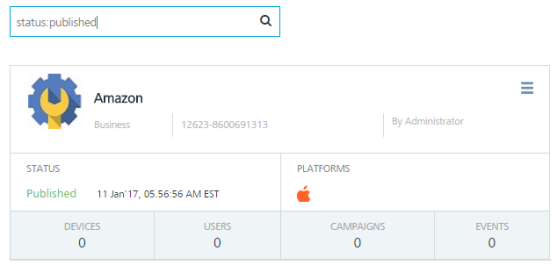 status:published
Amazon
Business 12623-8600691313 By Administrator
STATUS PLATFORMS
Published 11 Jan'17, 05.56:56 AM EST
DEVICES USERS CAMPAIGNS EVENTS
0 0 0 0